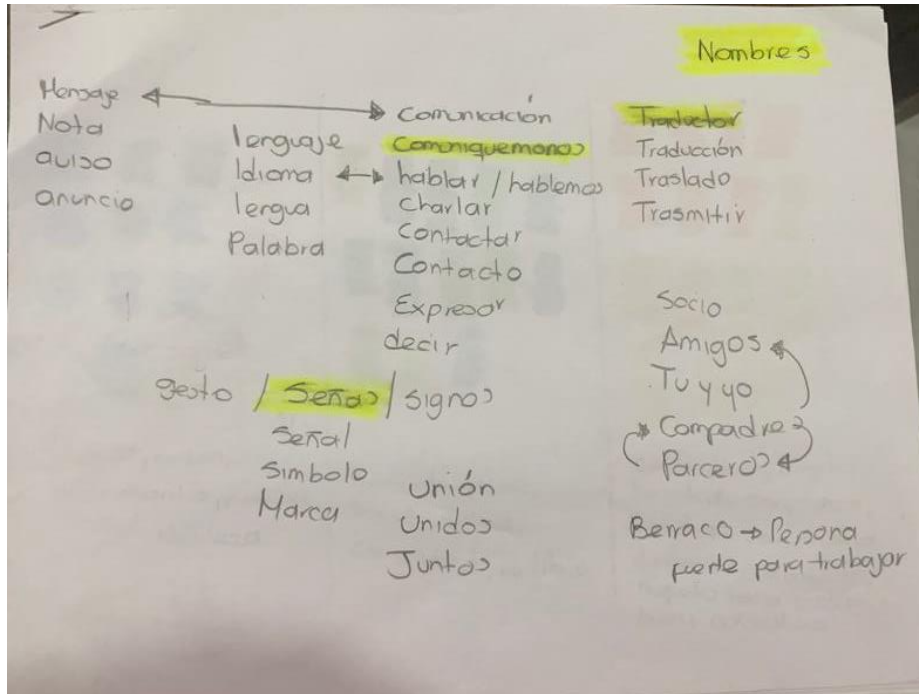 Nombres
Mensaje
Nota
aviso
anuncio
lenguaje
Idioma
lengua
Palabra
Comunicación
Comuniquemonos
hablar / hablemos
Charlar
Contactar
Contacto
Expresar
decir
Traductor
Traducción
Traslado
Trasmitir
Socio
Amigos
Tu y yo
Compadres
Parceros
gesto / Señas / signos
Señal
Simbolo
Marca
Unión
Unidos
Juntos
Berraco → Persona
fuerte para trabajar